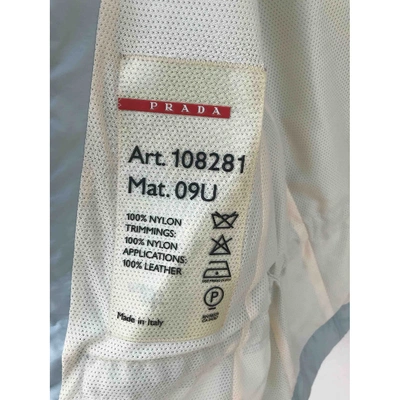 PRADA
Art. 108281
Mat. 09U
100% NYLON
TRIMMINGS:
100% NYLON
APPLICATIONS:
100% LEATHER
P
Made in Italy